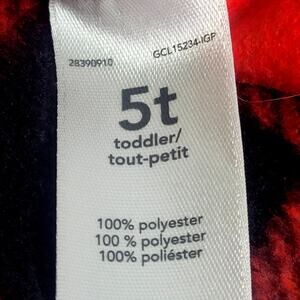 GCL15234-IGP
28390910
5t
toddler/
tout-petit
100% polyester
100 % polyester
100% poliéster